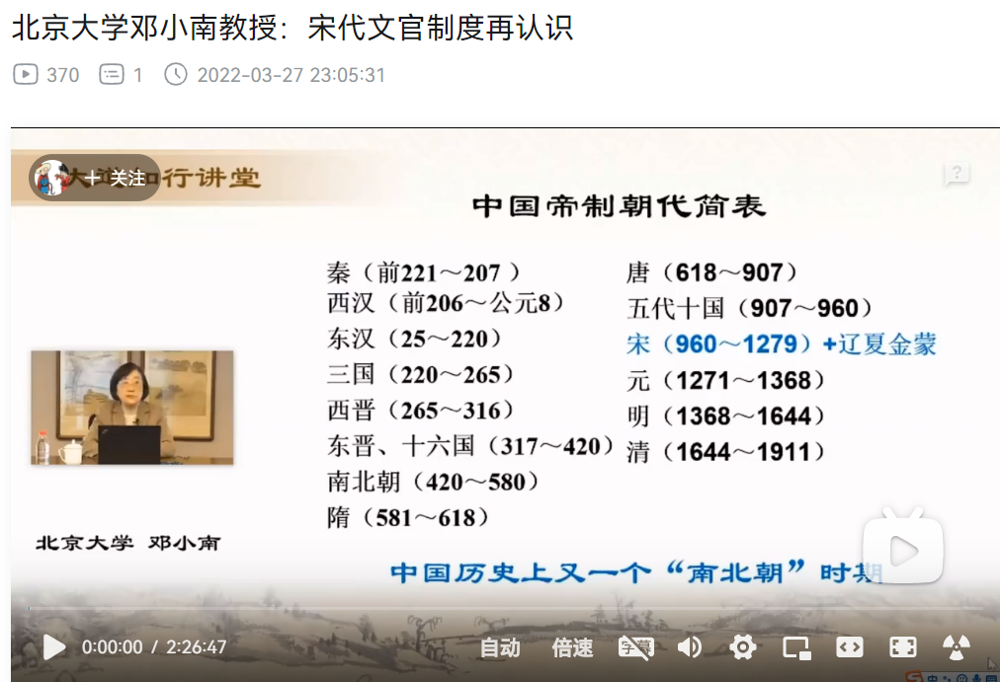 北京大学邓小南教授：宋代文官制度再认识
370 1 2022-03-27 23:05:31
+ 关注
行讲堂
中国帝制朝代简表
秦（前221～207 ）
西汉（前206～公元8）
东汉（25～220）
三国（220～265）
西晋（265～316）
东晋、十六国（317～420）
南北朝（420～580）
隋（581～618）
唐（618～907）
五代十国（907～960）
宋（960～1279）+辽夏金蒙
元（1271～1368）
明（1368～1644）
清（1644～1911）
北京大学 邓小南
中国历史上又一个“南北朝”时期
0:00:00 / 2:26:47 自动 倍速 字幕